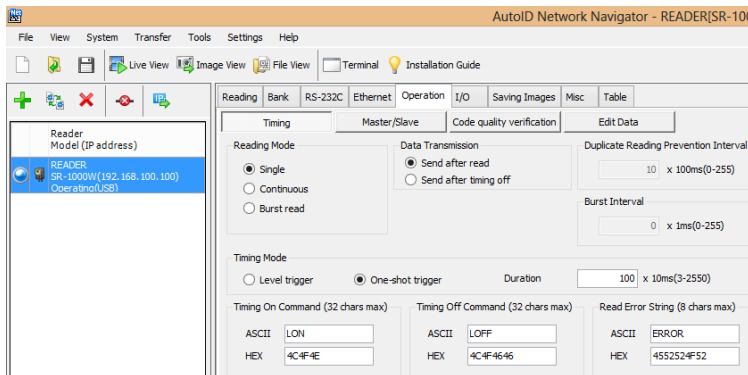 AutoID Network Navigator - READER[SR-100
File View System Transfer Tools Settings Help
Live View Image View File View Terminal Installation Guide
Reading Bank RS-232C Ethernet Operation I/O Saving Images Misc Table
Timing Master/Slave Code quality verification Edit Data
Reader
Model (IP address)
READER
SR-1000W(192.168.100.100)
Operating(USB)
Reading Mode
Single
Continuous
Burst read
Data Transmission
Send after read
Send after timing off
Duplicate Reading Prevention Interval
10 x 100ms(0-255)
Burst Interval
0 x 1ms(0-255)
Timing Mode
Level trigger One-shot trigger Duration 100 x 10ms(3-2550)
Timing On Command (32 chars max)
ASCII LON
HEX 4C4F4E
Timing Off Command (32 chars max)
ASCII LOFF
HEX 4C4F4646
Read Error String (8 chars max)
ASCII ERROR
HEX 4552524F52